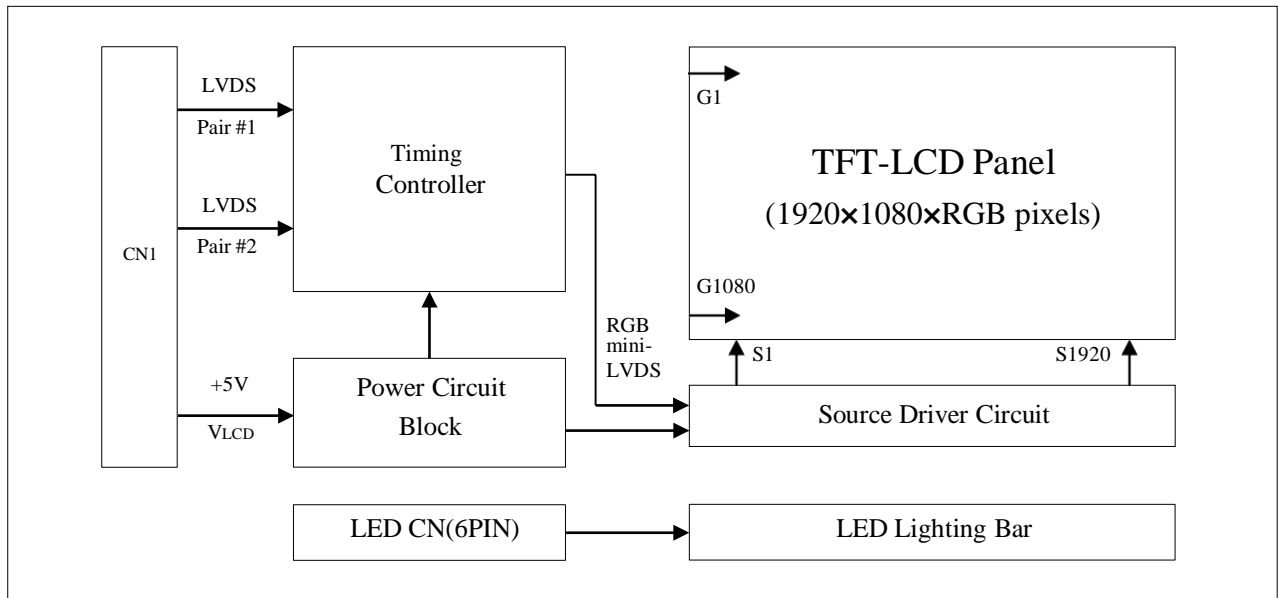 CN1
LVDS
Pair #1
LVDS
Pair #2
+5V
VLCD
Timing
Controller
Power Circuit
Block
RGB
mini-
LVDS
G1
TFT-LCD Panel
(1920×1080×RGB pixels)
G1080
S1
S1920
Source Driver Circuit
LED CN(6PIN)
LED Lighting Bar